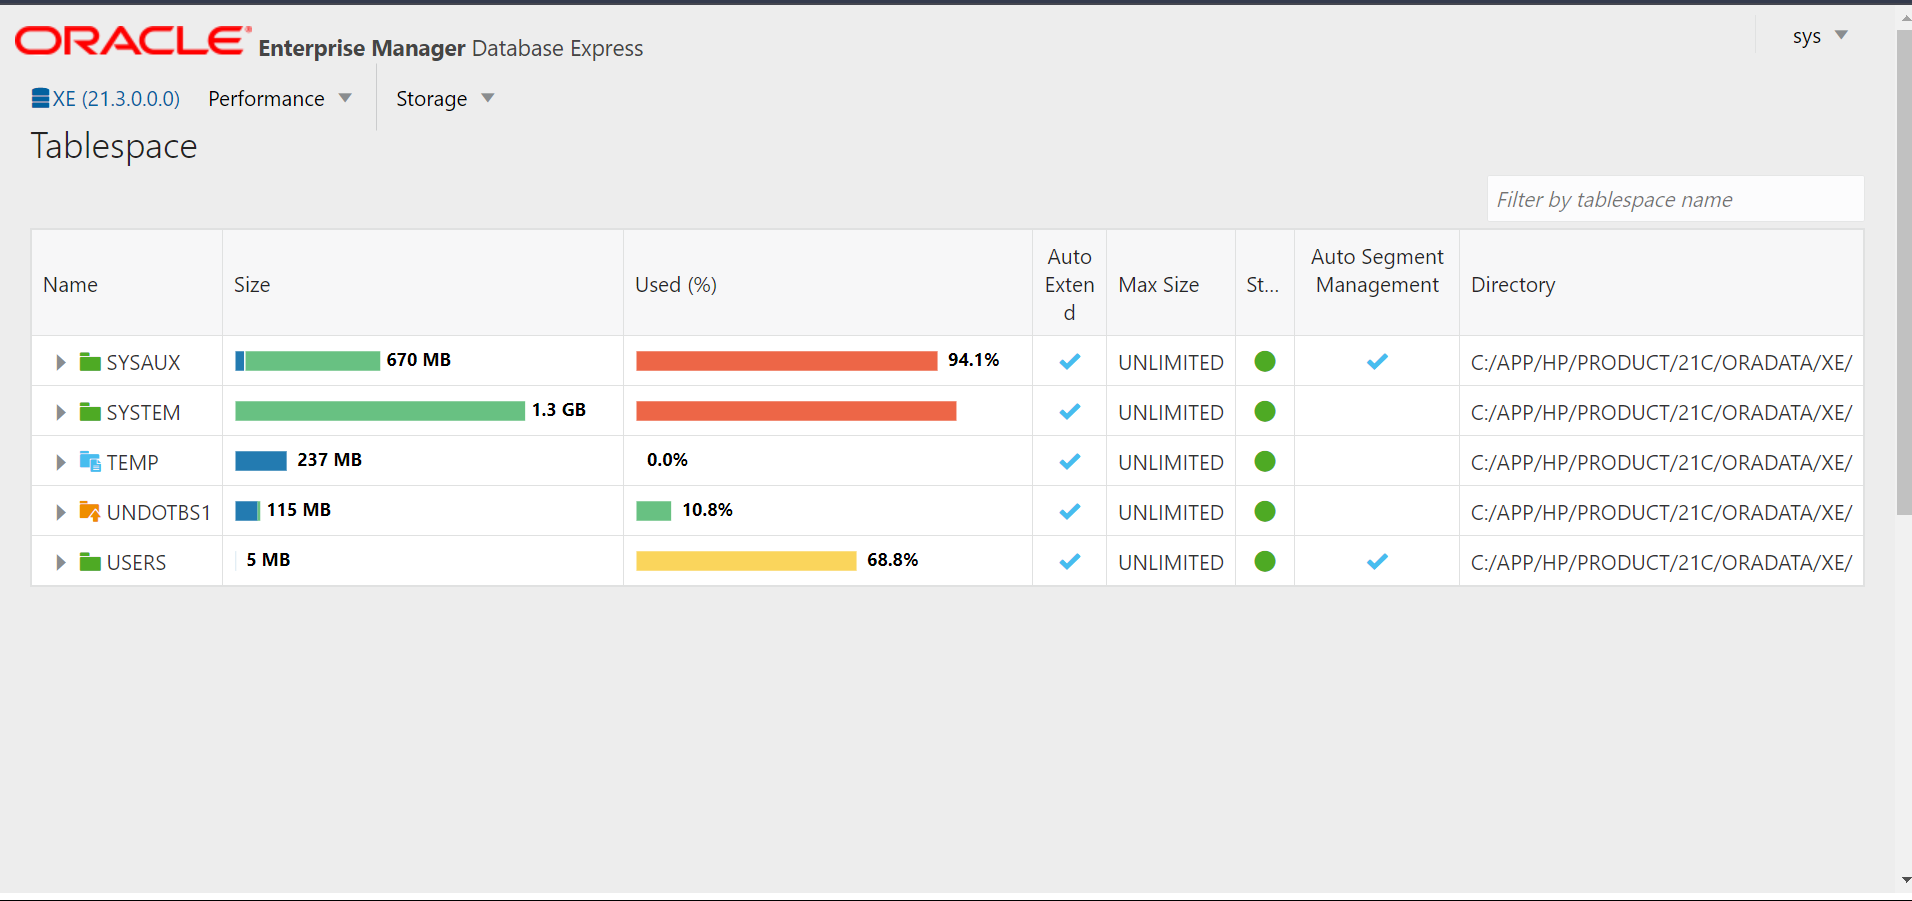 ORACLE® Enterprise Manager Database Express
sys
XE (21.3.0.0.0) Performance Storage
Tablespace
Filter by tablespace name
Name Size Used (%) Auto Exten d Max Size St... Auto Segment Management Directory
SYSAUX 670 MB 94.1% UNLIMITED C:/APP/HP/PRODUCT/21C/ORADATA/XE/
SYSTEM 1.3 GB UNLIMITED C:/APP/HP/PRODUCT/21C/ORADATA/XE/
TEMP 237 MB 0.0% UNLIMITED C:/APP/HP/PRODUCT/21C/ORADATA/XE/
UNDOTBS1 115 MB 10.8% UNLIMITED C:/APP/HP/PRODUCT/21C/ORADATA/XE/
USERS 5 MB 68.8% UNLIMITED C:/APP/HP/PRODUCT/21C/ORADATA/XE/